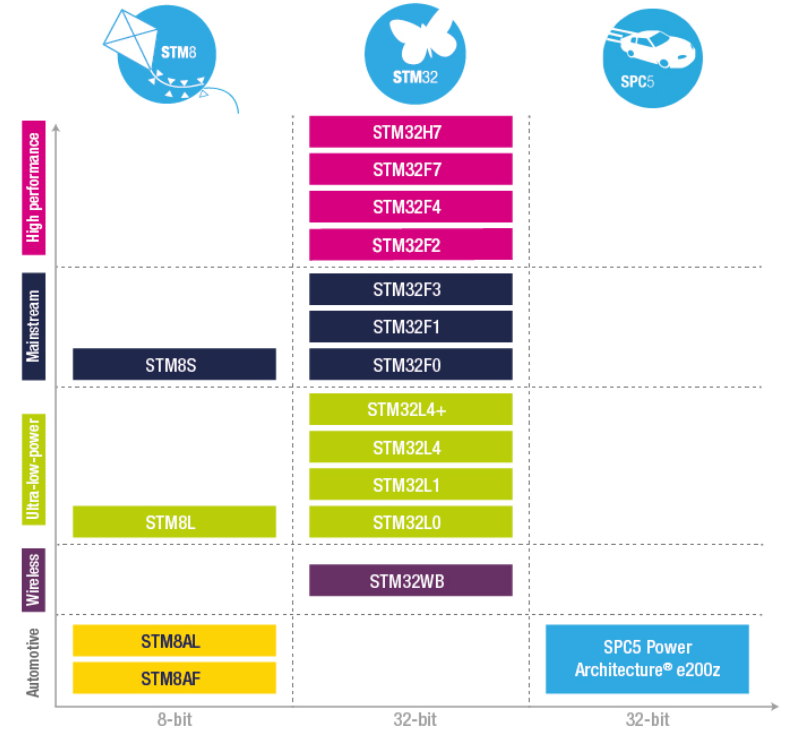 STM8
STM32
SPC5
High performance
STM32H7
STM32F7
STM32F4
STM32F2
Mainstream
STM32F3
STM32F1
STM8S
STM32F0
Ultra-low-power
STM32L4+
STM32L4
STM32L1
STM8L
STM32L0
Wireless
STM32WB
Automotive
STM8AL
STM8AF
SPC5 Power
Architecture® e200z
8-bit
32-bit
32-bit